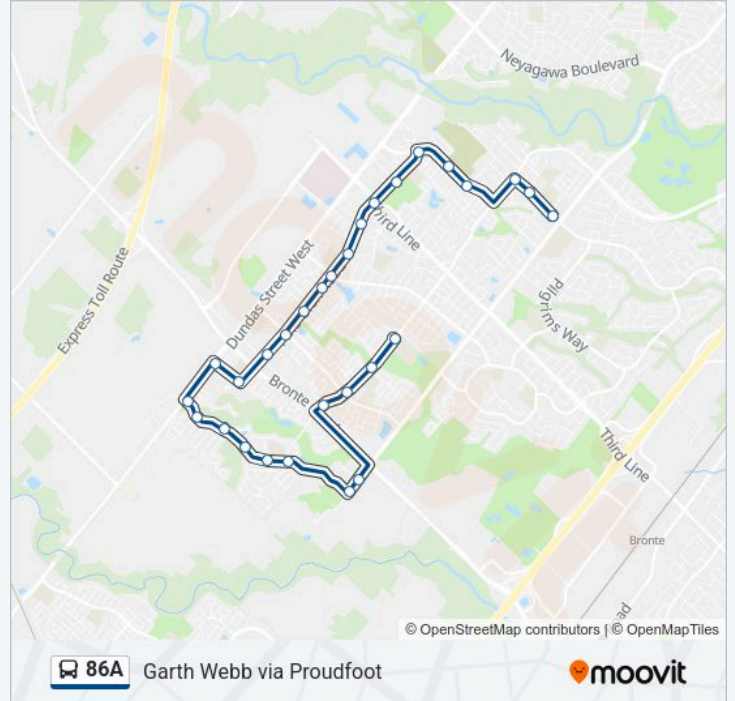 Neyagawa Boulevard
Third Line
Dundas Street West
Express Toll Route
Pilgrims Way
Bronte
Third Line
Bronte
© OpenStreetMap contributors | © OpenMapTiles
86A Garth Webb via Proudfoot
moovit